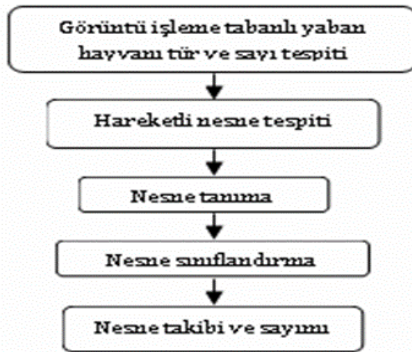 Görüntü işleme tabanlı yaban
hayvanı tür ve sayı tespiti
Hareketli nesne tespiti
Nesne tanıma
Nesne sınıflandırma
Nesne takibi ve sayımı